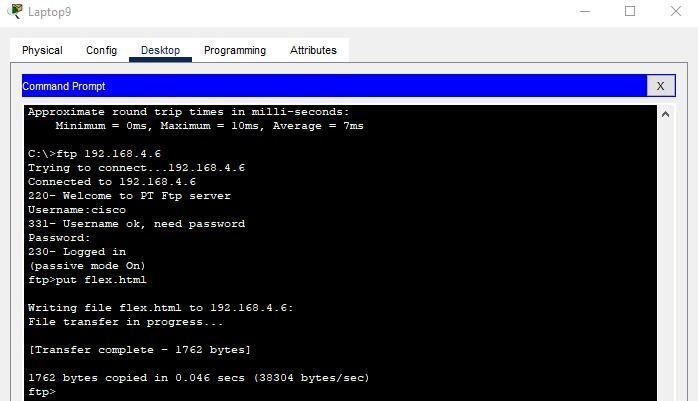 Laptop9
Physical Config Desktop Programming Attributes
Command Prompt X
Approximate round trip times in milli-seconds:
    Minimum = 0ms, Maximum = 10ms, Average = 7ms

C:\>ftp 192.168.4.6
Trying to connect...192.168.4.6
Connected to 192.168.4.6
220- Welcome to PT Ftp server
Username:cisco
331- Username ok, need password
Password:
230- Logged in
(passive mode On)
ftp>put flex.html

Writing file flex.html to 192.168.4.6:
File transfer in progress...

[Transfer complete - 1762 bytes]

1762 bytes copied in 0.046 secs (38304 bytes/sec)
ftp>